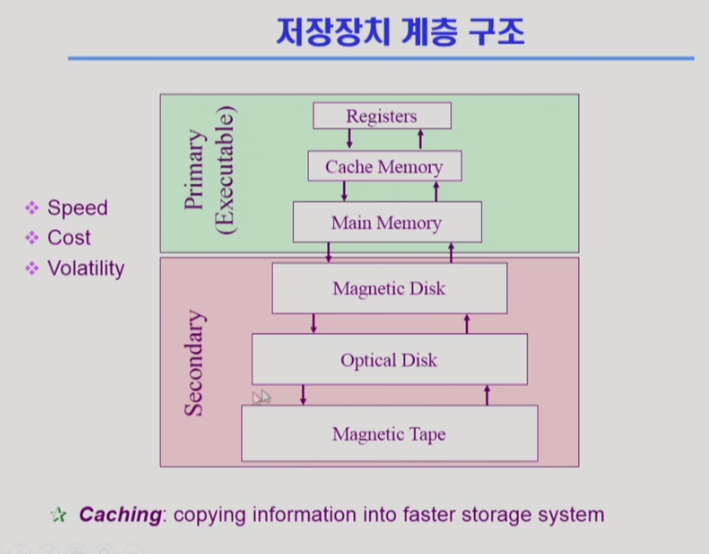 저장장치 계층 구조
Primary
(Executable)
Registers
Cache Memory
Main Memory
❖ Speed
❖ Cost
❖ Volatility
Secondary
Magnetic Disk
Optical Disk
Magnetic Tape
☆ Caching: copying information into faster storage system